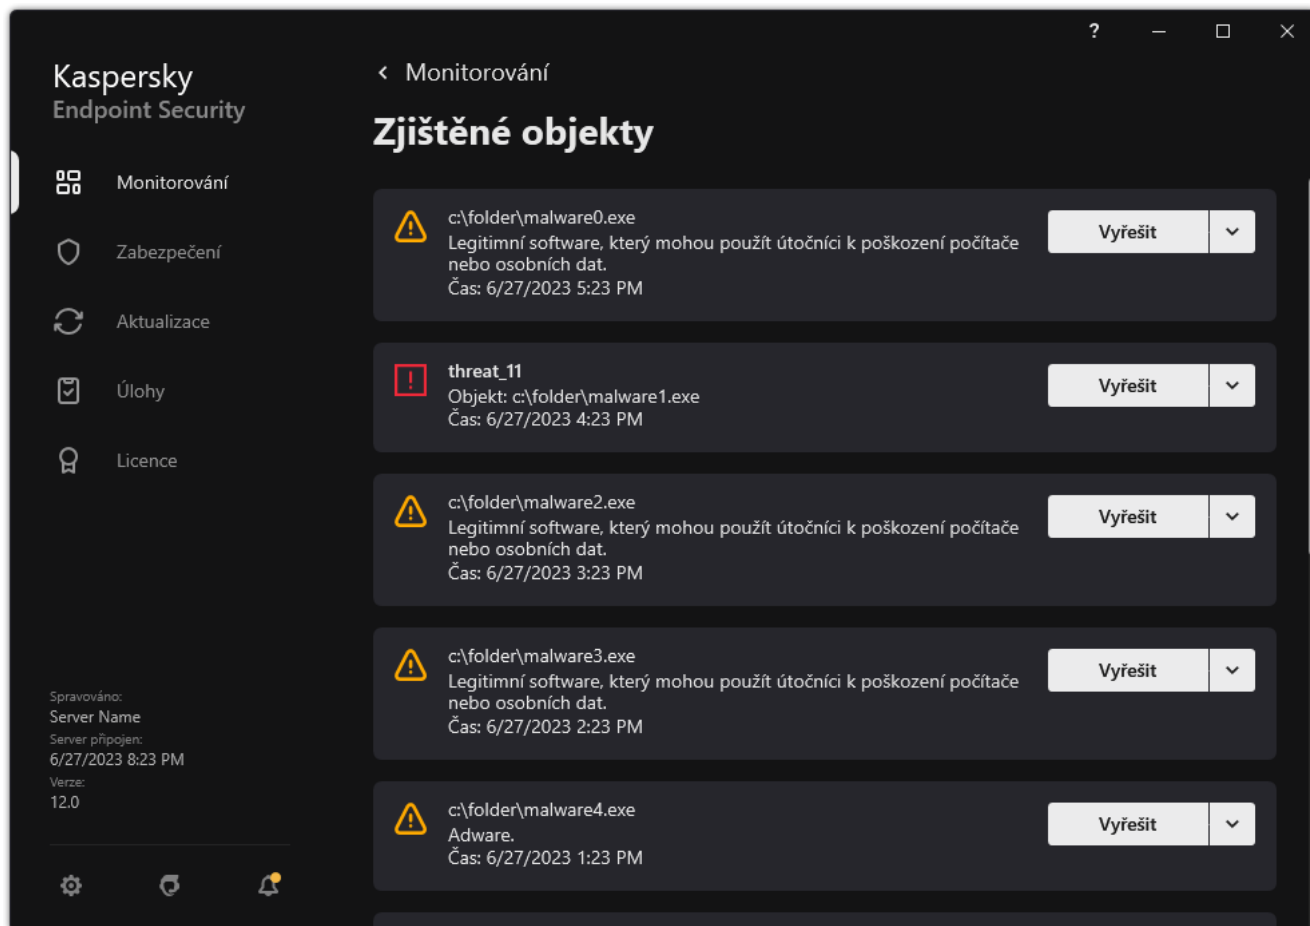 ?
Kaspersky
Endpoint Security
Monitorování
Zabezpečení
Aktualizace
Úlohy
Licence
Spravováno:
Server Name
Server připojen:
6/27/2023 8:23 PM
Verze:
12.0
Monitorování
Zjištěné objekty
c:\folder\malware0.exe
Legitimní software, který mohou použít útočníci k poškození počítače
nebo osobních dat.
Čas: 6/27/2023 5:23 PM
Vyřešit
threat_11
Objekt: c:\folder\malware1.exe
Čas: 6/27/2023 4:23 PM
Vyřešit
c:\folder\malware2.exe
Legitimní software, který mohou použít útočníci k poškození počítače
nebo osobních dat.
Čas: 6/27/2023 3:23 PM
Vyřešit
c:\folder\malware3.exe
Legitimní software, který mohou použít útočníci k poškození počítače
nebo osobních dat.
Čas: 6/27/2023 2:23 PM
Vyřešit
c:\folder\malware4.exe
Adware.
Čas: 6/27/2023 1:23 PM
Vyřešit